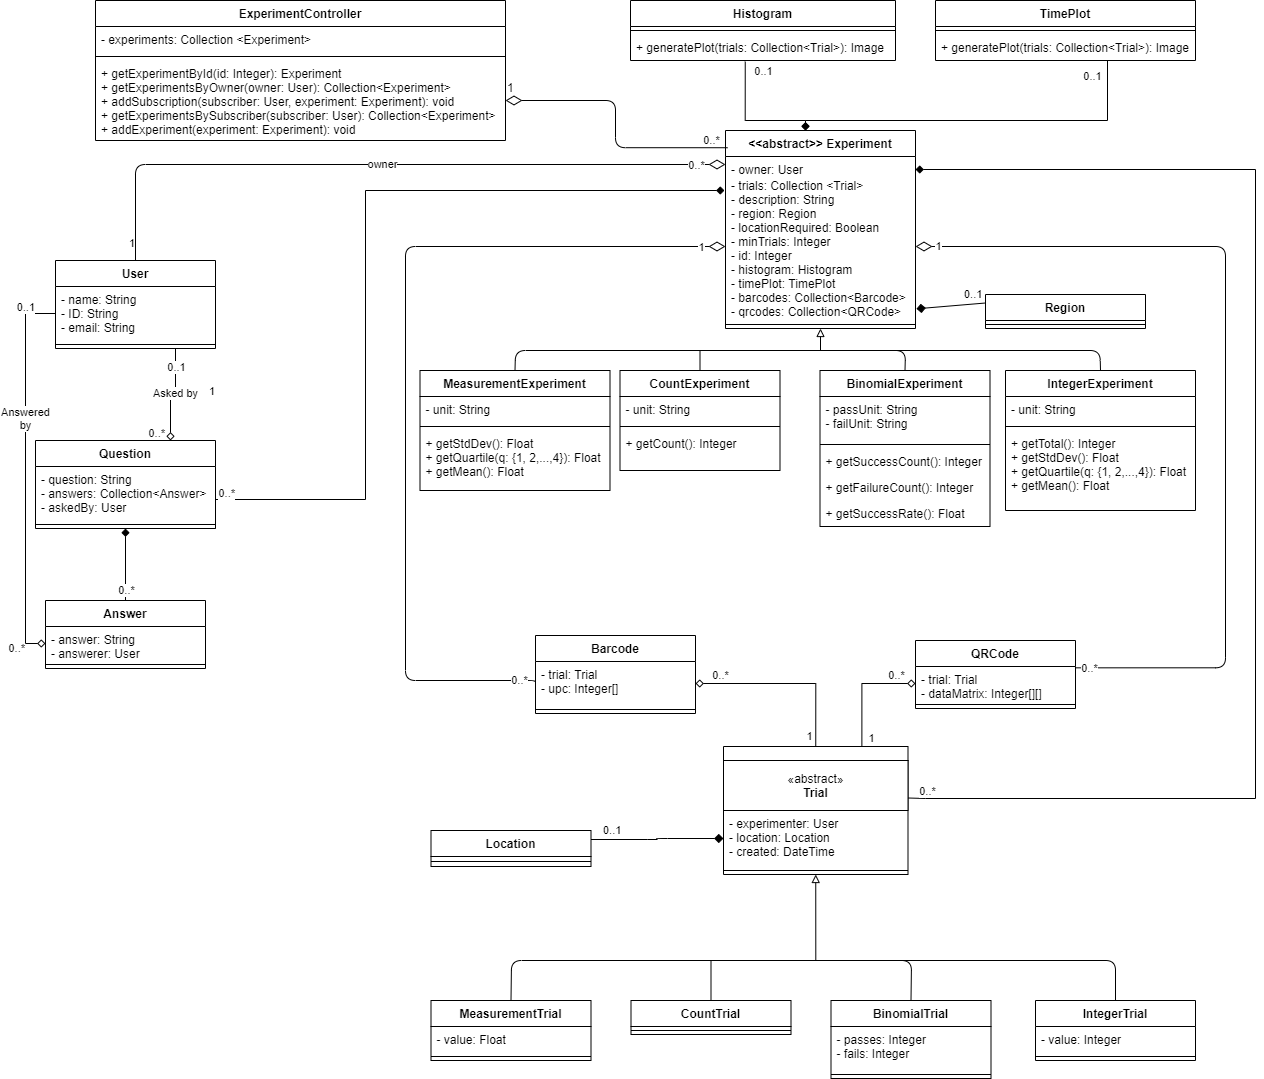 ExperimentController
- experiments: Collection <Experiment>
+ getExperimentById(id: Integer): Experiment
+ getExperimentsByOwner(owner: User): Collection<Experiment>
+ addSubscription(subscriber: User, experiment: Experiment): void
+ getExperimentsBySubscriber(subscriber: User): Collection<Experiment>
+ addExperiment(experiment: Experiment): void
Histogram
+ generatePlot(trials: Collection<Trial>): Image
TimePlot
+ generatePlot(trials: Collection<Trial>): Image
0..1
0..1
1
0..*
<<abstract>> Experiment
- owner: User
- trials: Collection <Trial>
- description: String
- region: Region
- locationRequired: Boolean
- minTrials: Integer
- id: Integer
- histogram: Histogram
- timePlot: TimePlot
- barcodes: Collection<Barcode>
- qrcodes: Collection<QRCode>
owner
0..*
1
1
1
0..1
Region
User
- name: String
- ID: String
- email: String
0..1
0..1
Asked by
1
0..*
Answered
by
Question
- question: String
- answers: Collection<Answer>
- askedBy: User
0..*
0..*
Answer
- answer: String
- answerer: User
0..*
MeasurementExperiment
- unit: String
+ getStdDev(): Float
+ getQuartile(q: {1, 2,...,4}): Float
+ getMean(): Float
CountExperiment
- unit: String
+ getCount(): Integer
BinomialExperiment
- passUnit: String
- failUnit: String
+ getSuccessCount(): Integer
+ getFailureCount(): Integer
+ getSuccessRate(): Float
IntegerExperiment
- unit: String
+ getTotal(): Integer
+ getStdDev(): Float
+ getQuartile(q: {1, 2,...,4}): Float
+ getMean(): Float
0..*
Barcode
- trial: Trial
- upc: Integer[]
0..*
1
QRCode
- trial: Trial
- dataMatrix: Integer[][]
0..*
0..*
1
«abstract»
Trial
- experimenter: User
- location: Location
- created: DateTime
0..*
Location
0..1
MeasurementTrial
- value: Float
CountTrial
BinomialTrial
- passes: Integer
- fails: Integer
IntegerTrial
- value: Integer